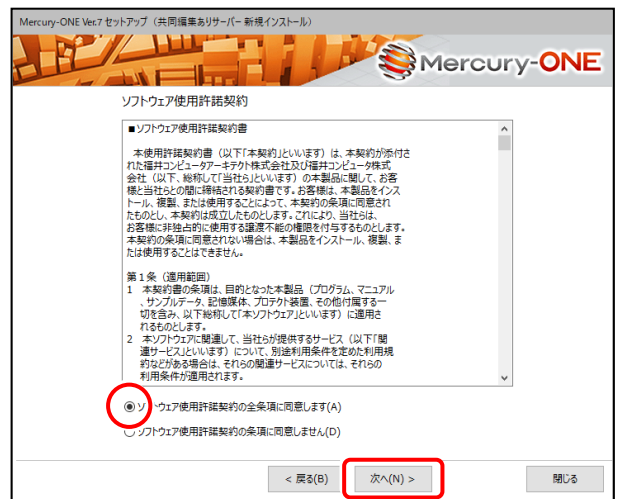 Mercury-ONE Ver.7 セットアップ（共同編集ありサーバー 新規インストール）
Mercury-ONE
ソフトウェア使用許諾契約
■ソフトウェア使用許諾契約書
本使用許諾契約書（以下「本契約」といいます）は、本契約が添付さ
れた福井コンピュータアーキテクト株式会社及び福井コンピュータ株式
会社（以下、総称して「当社ら」といいます）の本製品に関して、お客
様と当社らとの間に締結される契約書です。お客様は、本製品をインス
トール、複製、または使用することによって、本契約の条項に同意され
たものとし、本契約は成立したものとします。これにより、当社らは、
お客様に非独占的に使用する譲渡不能の権限を付与するものとします。
本契約の条項に同意されない場合は、本製品をインストール、複製、ま
たは使用することはできません。
第１条（適用範囲）
1 本契約書の条項は、目的となった本製品（プログラム、マニュアル
、サンプルデータ、記憶媒体、プロテクト装置、その他付属する一
切を含み、以下総称して「本ソフトウェア」といいます）に適用さ
れるものとします。
2 本ソフトウェアに関連して、当社らが提供するサービス（以下「関
連サービス」といいます）について、別途利用条件を定めた利用規
約などがある場合は、それらの関連サービスについては、それらの
利用条件が適用されます。
ソフトウェア使用許諾契約の全条項に同意します(A)
ソフトウェア使用許諾契約の条項に同意しません(D)
< 戻る(B) 次へ(N) > 閉じる